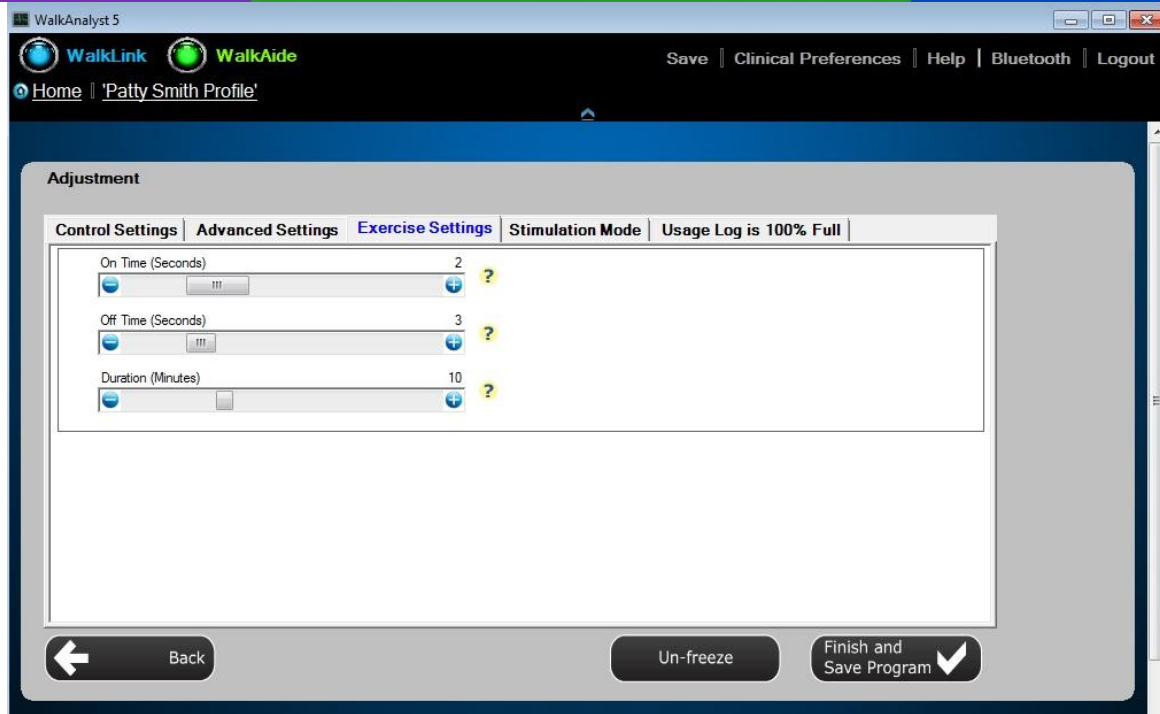 WalkAnalyst 5
WalkLink WalkAide
Save Clinical Preferences Help Bluetooth Logout
Home 'Patty Smith Profile'
Adjustment
Control Settings Advanced Settings Exercise Settings Stimulation Mode Usage Log is 100% Full
On Time (Seconds) 2
?
Off Time (Seconds) 3
?
Duration (Minutes) 10
?
Back
Un-freeze
Finish and
Save Program